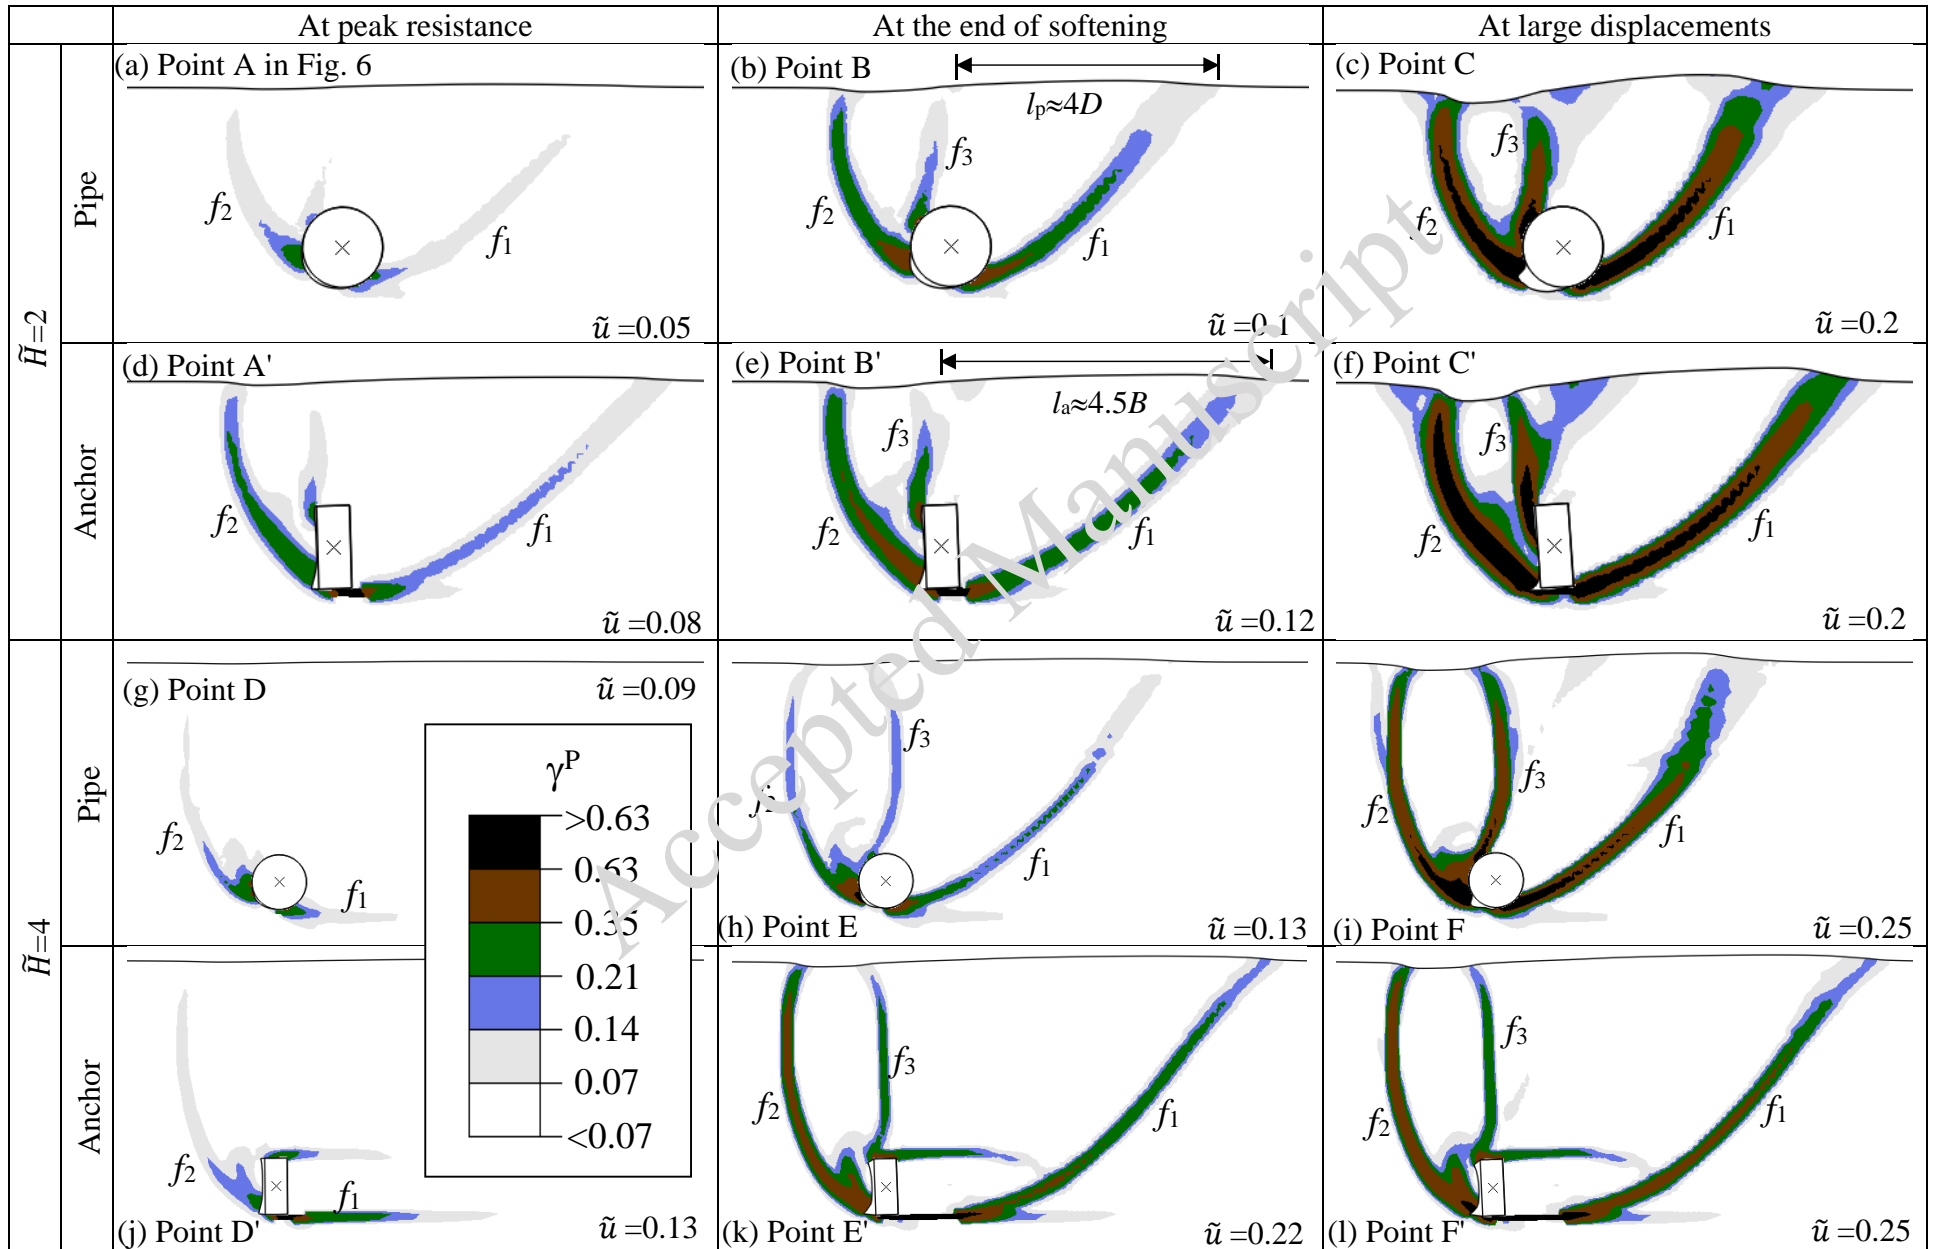 At peak resistance
At the end of softening
At large displacements
H̃=2
Pipe
(a) Point A in Fig. 6
f2
f1
ũ =0.05
(b) Point B
lp≈4D
f3
f2
f1
ũ =0.1
(c) Point C
f3
f2
f1
ũ =0.2
Anchor
(d) Point A'
f2
f1
ũ =0.08
(e) Point B'
la≈4.5B
f3
f2
f1
ũ =0.12
(f) Point C'
f3
f2
f1
ũ =0.2
H̃=4
Pipe
(g) Point D
ũ =0.09
f2
f1
γP
>0.63
0.63
0.35
0.21
0.14
0.07
<0.07
f3
f2
f1
(h) Point E
ũ =0.13
f3
f2
f1
(i) Point F
ũ =0.25
Anchor
f2
f1
(j) Point D'
ũ =0.13
f3
f2
f1
(k) Point E'
ũ =0.22
f3
f2
f1
(l) Point F'
ũ =0.25
Accepted Manuscript